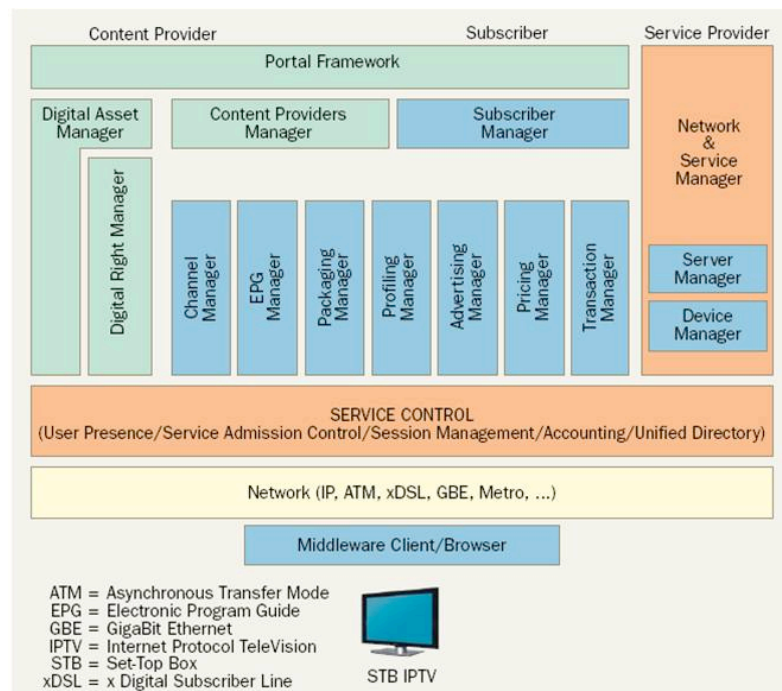 Content Provider
Subscriber
Service Provider
Portal Framework
Digital Asset
Manager
Content Providers
Manager
Subscriber
Manager
Network
&
Service
Manager
Digital Right Manager
Channel
Manager
EPG
Manager
Packaging
Manager
Profiling
Manager
Advertising
Manager
Pricing
Manager
Transaction
Manager
Server
Manager
Device
Manager
SERVICE CONTROL
(User Presence/Service Admission Control/Session Management/Accounting/Unified Directory)
Network (IP, ATM, xDSL, GBE, Metro, ...)
Middleware Client/Browser
ATM = Asynchronous Transfer Mode
EPG = Electronic Program Guide
GBE = GigaBit Ethernet
IPTV = Internet Protocol TeleVision
STB = Set-Top Box
xDSL = x Digital Subscriber Line
STB IPTV